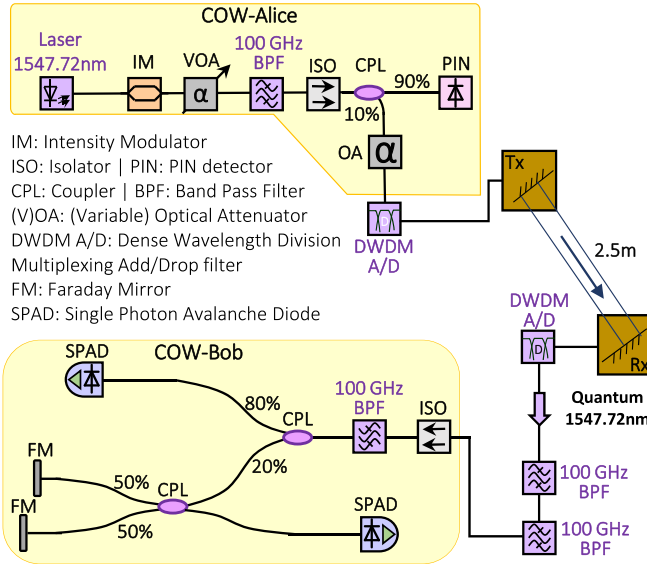 COW-Alice
Laser
1547.72nm
IM
VOA
α
100 GHz
BPF
ISO
CPL
90%
10%
PIN
OA
α
IM: Intensity Modulator
ISO: Isolator | PIN: PIN detector
CPL: Coupler | BPF: Band Pass Filter
(V)OA: (Variable) Optical Attenuator
DWDM A/D: Dense Wavelength Division
Multiplexing Add/Drop filter
FM: Faraday Mirror
SPAD: Single Photon Avalanche Diode
D
DWDM
A/D
Tx
2.5m
DWDM
A/D
D
Rx
Quantum
1547.72nm
100 GHz
BPF
100 GHz
BPF
COW-Bob
SPAD
80%
CPL
100 GHz
BPF
ISO
20%
FM
50%
CPL
FM
50%
SPAD